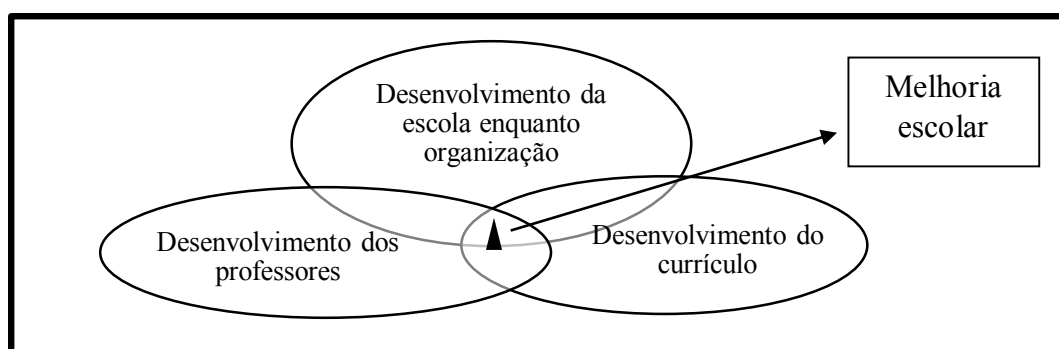 Desenvolvimento da
escola enquanto
organização
Melhoria
escolar
Desenvolvimento dos
professores
Desenvolvimento do
currículo